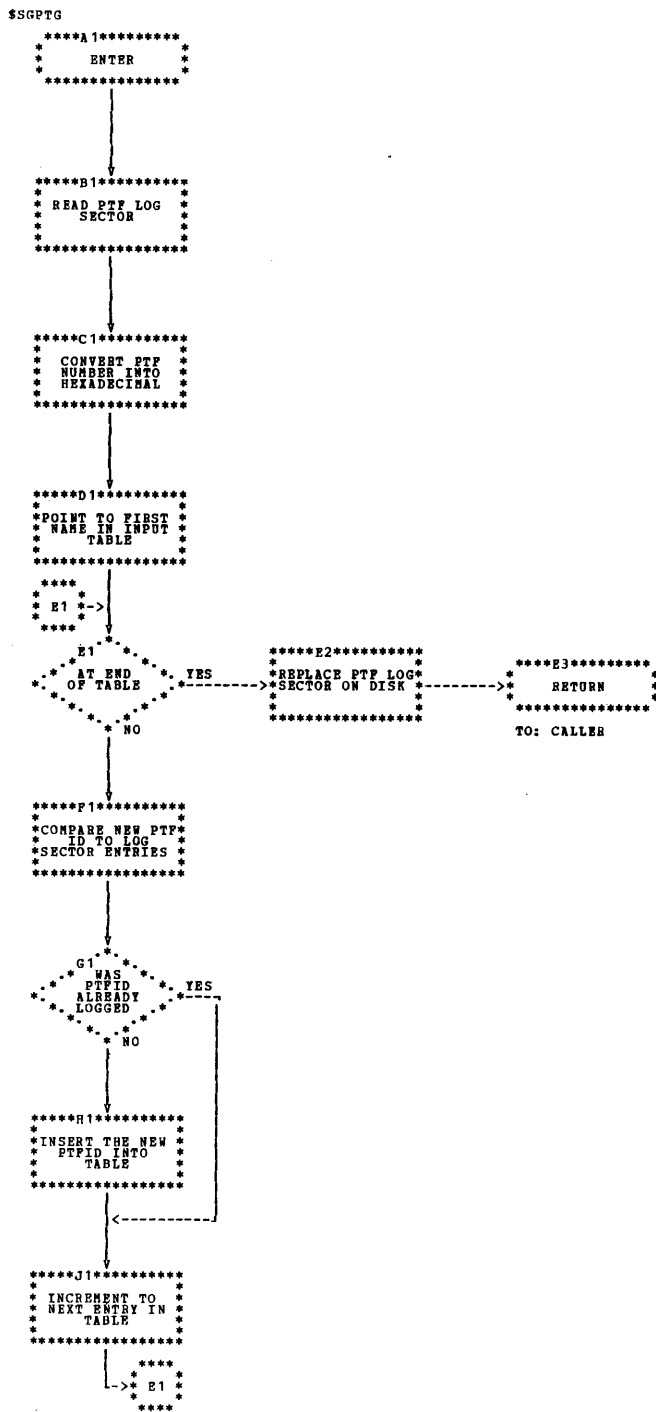 $SGPTG
A1
ENTER
B1
READ PTF LOG
SECTOR
C1
CONVERT PTF
NUMBER INTO
HEXADECIMAL
D1
POINT TO FIRST
NAME IN INPUT
TABLE
E1
E1
AT END
OF TABLE
YES
NO
E2
REPLACE PTF LOG
SECTOR ON DISK
E3
RETURN
TO: CALLER
F1
COMPARE NEW PTF
ID TO LOG
SECTOR ENTRIES
G1
WAS
PTFID
ALREADY
LOGGED
YES
NO
H1
INSERT THE NEW
PTFID INTO
TABLE
J1
INCREMENT TO
NEXT ENTRY IN
TABLE
E1